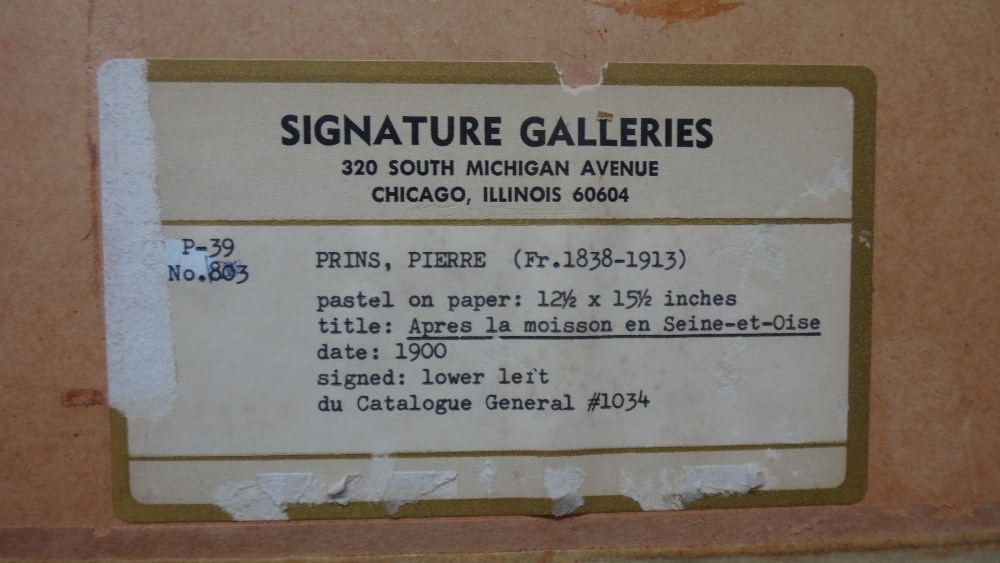 SIGNATURE GALLERIES
320 SOUTH MICHIGAN AVENUE
CHICAGO, ILLINOIS 60604
P-39
No.803
PRINS, PIERRE (Fr.1838-1913)
pastel on paper: 12½ x 15½ inches
title: Apres la moisson en Seine-et-Oise
date: 1900
signed: lower left
du Catalogue General #1034